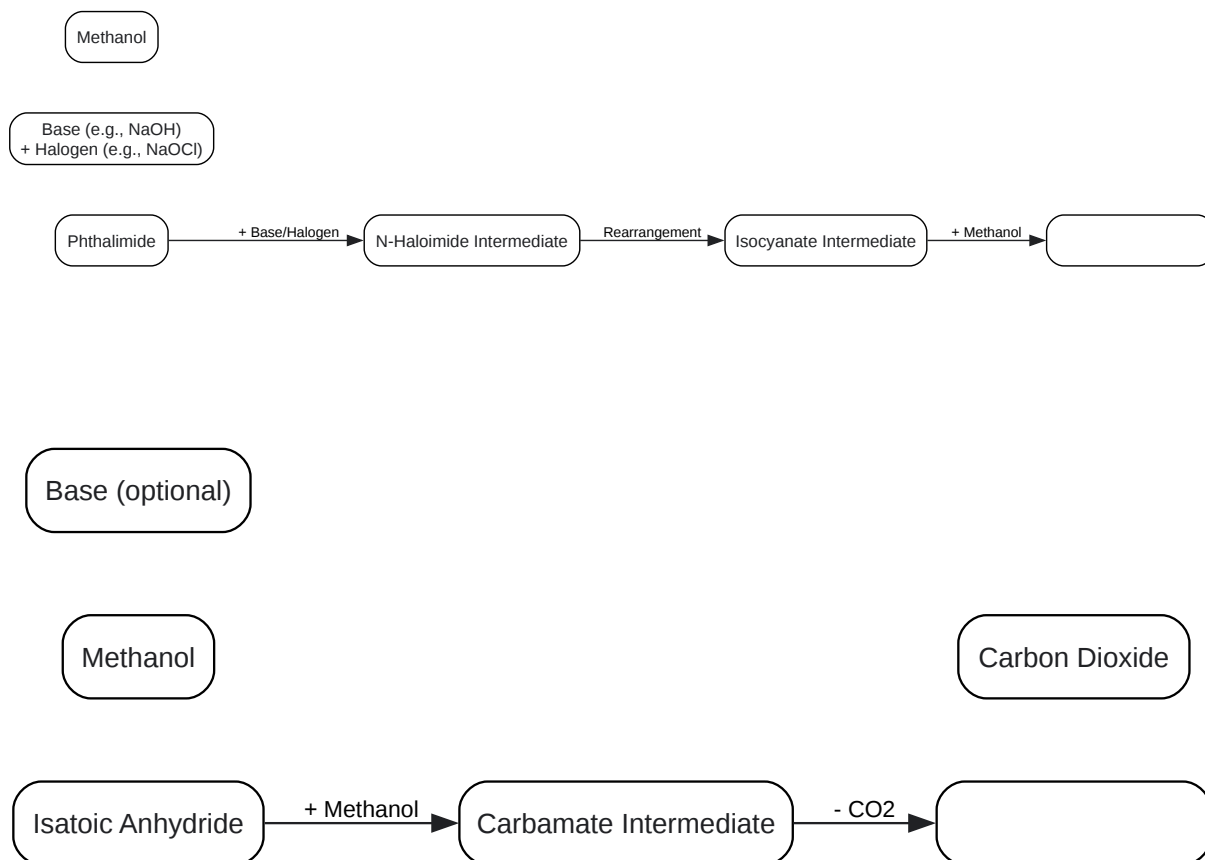 Methanol
Base (e.g., NaOH)
+ Halogen (e.g., NaOCl)
Phthalimide
+ Base/Halogen
N-Haloimide Intermediate
Rearrangement
Isocyanate Intermediate
+ Methanol
Base (optional)
Methanol
Carbon Dioxide
Isatoic Anhydride
+ Methanol
Carbamate Intermediate
- CO2